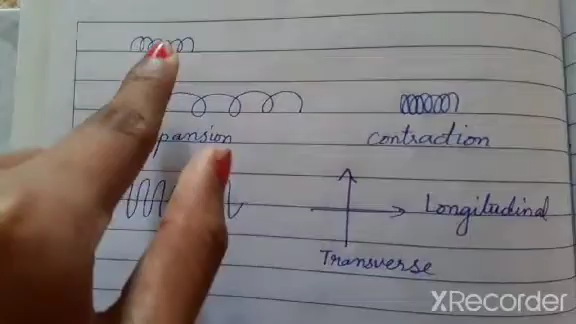 pansion contraction
Longitudinal
Transverse
XRecorder